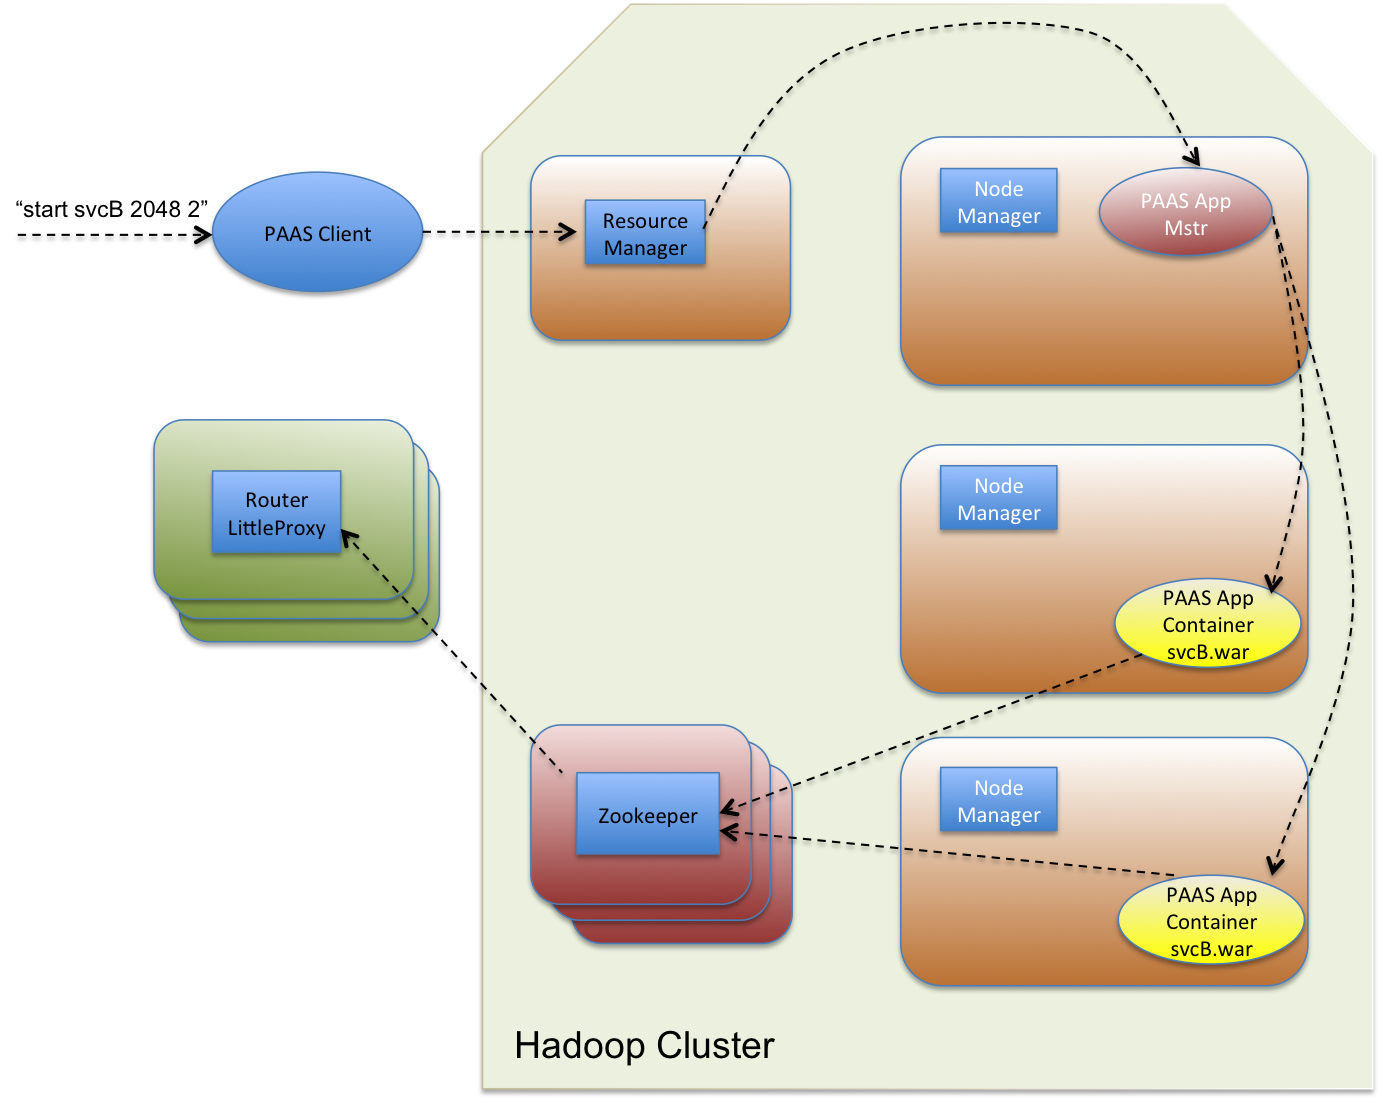 “start svcB 2048 2”
PAAS Client
Resource
Manager
Node
Manager
PAAS App
Mstr
Router
LittleProxy
Node
Manager
PAAS App
Container
svcB.war
Zookeeper
Node
Manager
PAAS App
Container
svcB.war
Hadoop Cluster